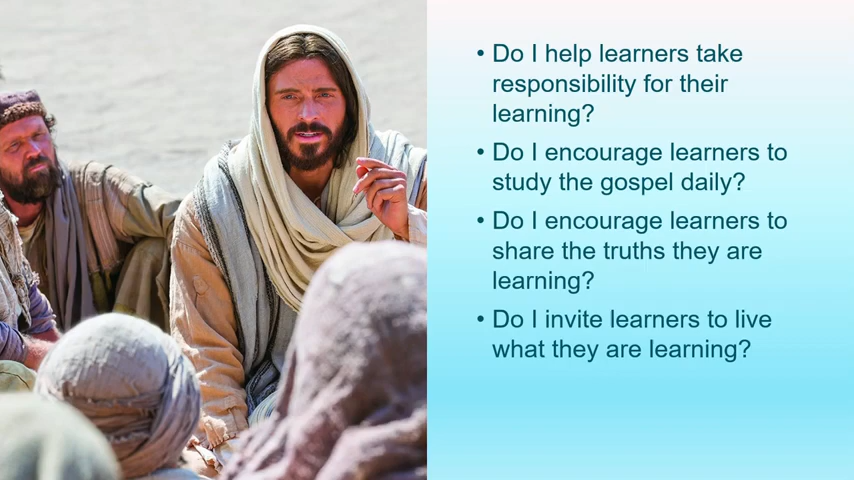 • Do I help learners take
responsibility for their
learning?
• Do I encourage learners to
study the gospel daily?
• Do I encourage learners to
share the truths they are
learning?
• Do I invite learners to live
what they are learning?